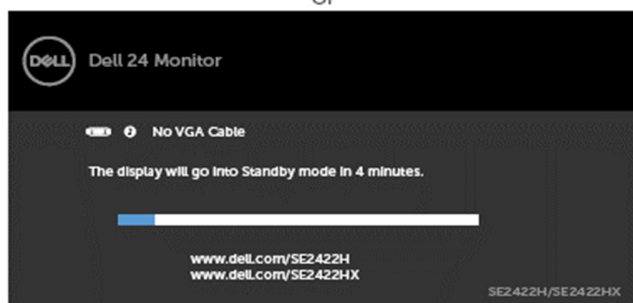 or
DELL
Dell 24 Monitor
No VGA Cable
The display will go into Standby mode in 4 minutes.
www.dell.com/SE2422H
www.dell.com/SE2422HX
SE2422H/SE2422HX